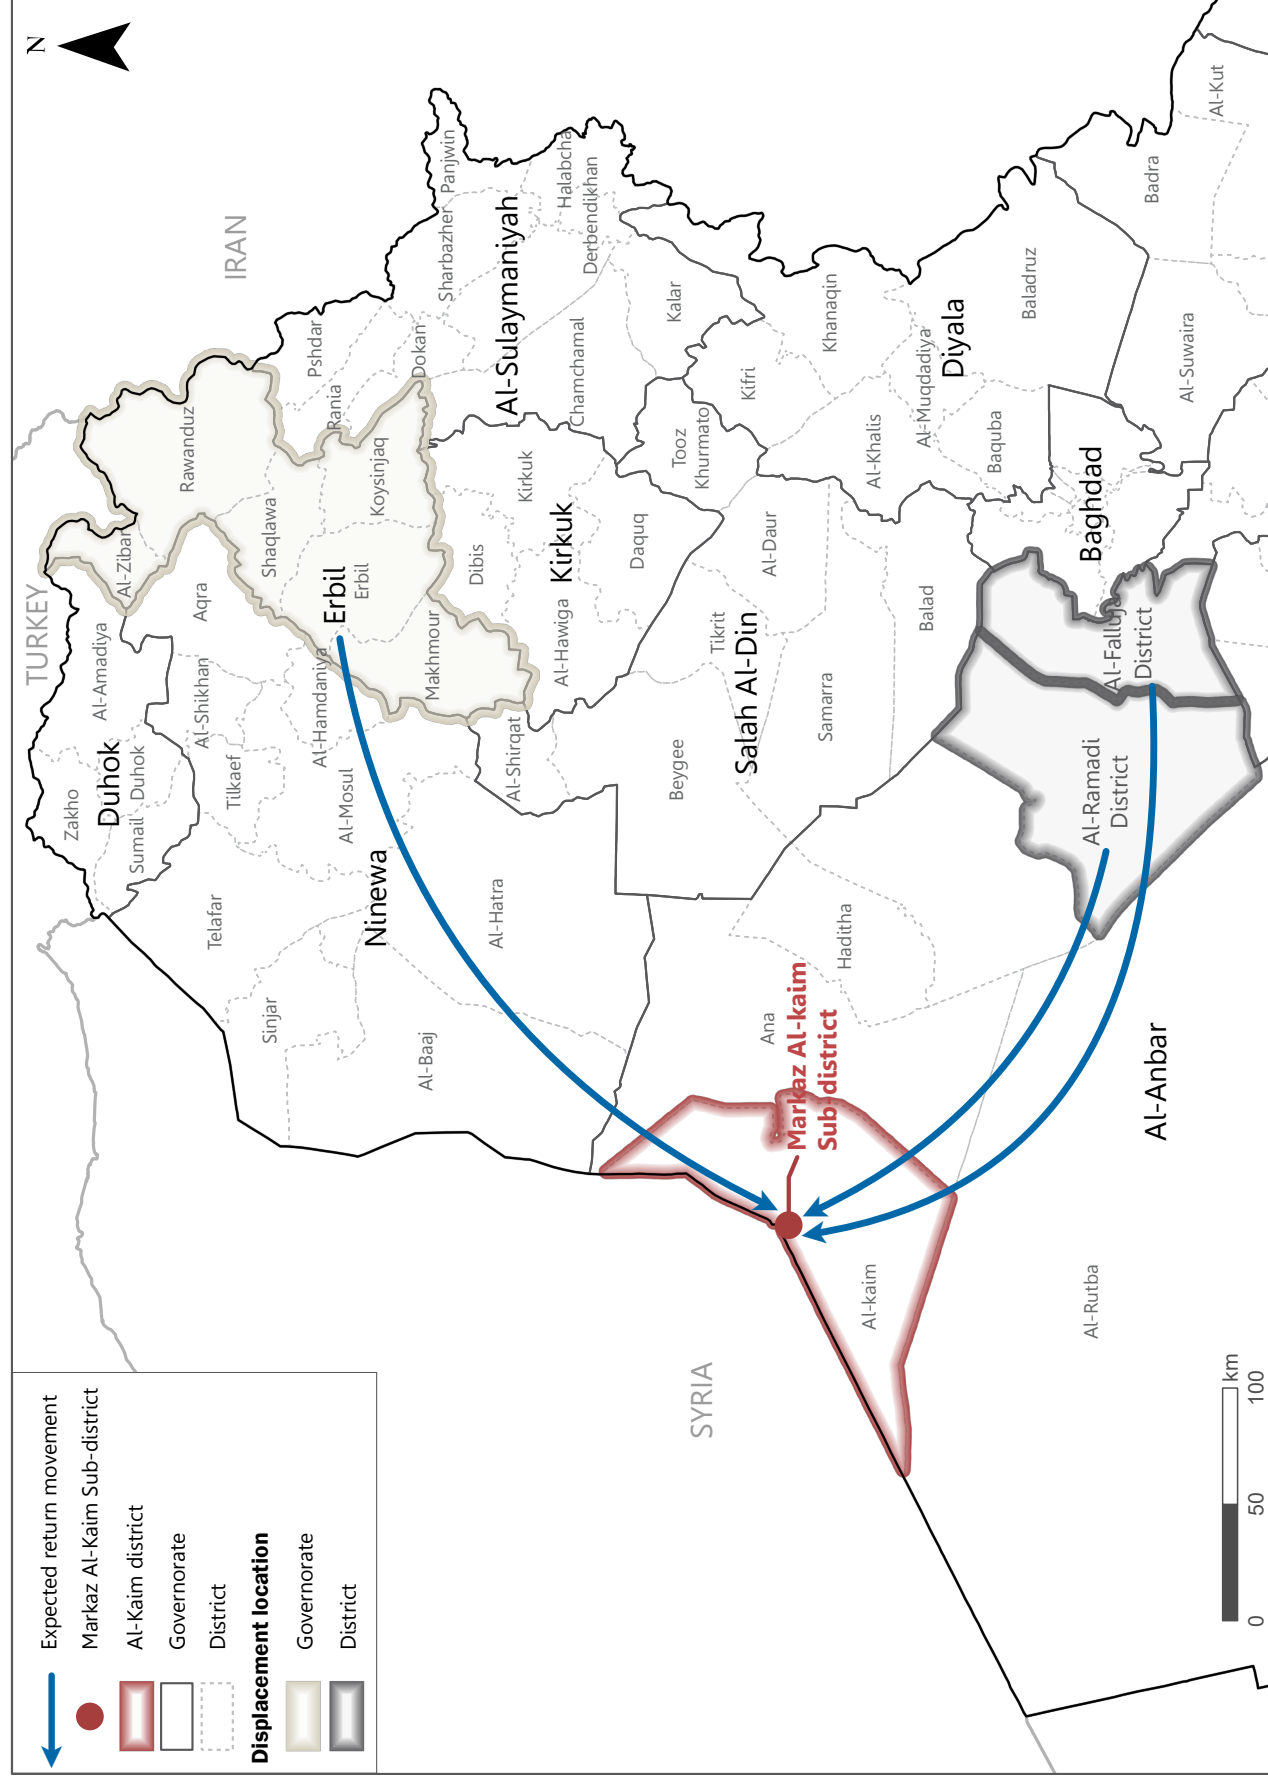 Expected return movement
Markaz Al-Kaim Sub-district
Al-Kaim district
Governorate
District
Displacement location
Governorate
District
N
TURKEY
IRAN
SYRIA
Zakho
Al-Amadiya
Duhok
Sumail
Duhok
Al-Zibar
Rawanduz
Aqra
Al-Shikhan
Tilkaef
Telafar
Sinjar
Shaqlawa
Pshdar
Rania
Erbil
Erbil
Koysinjaq
Dokan
Al-Hamdaniya
Al-Mosul
Ninewa
Makhmour
Al-Baaj
Al-Hatra
Al-Shirqat
Sharbazher
Panjwin
Al-Sulaymaniyah
Halabcha
Derbendikhan
Chamchamal
Dibis
Kirkuk
Kirkuk
Al-Hawiga
Daquq
Kalar
Tooz
Khurmato
Kifri
Beygee
Tikrit
Salah Al-Din
Al-Daur
Samarra
Balad
Khanaqin
Al-Khalis
Al-Muqdadiya
Diyala
Baquba
Baladruz
Ana
Haditha
Markaz Al-kaim
Sub-district
Al-kaim
Al-Rutba
Al-Anbar
Al-Ramadi
District
Al-Falluja
District
Baghdad
Badra
Al-Suwaira
Al-Kut
0
50
100
km